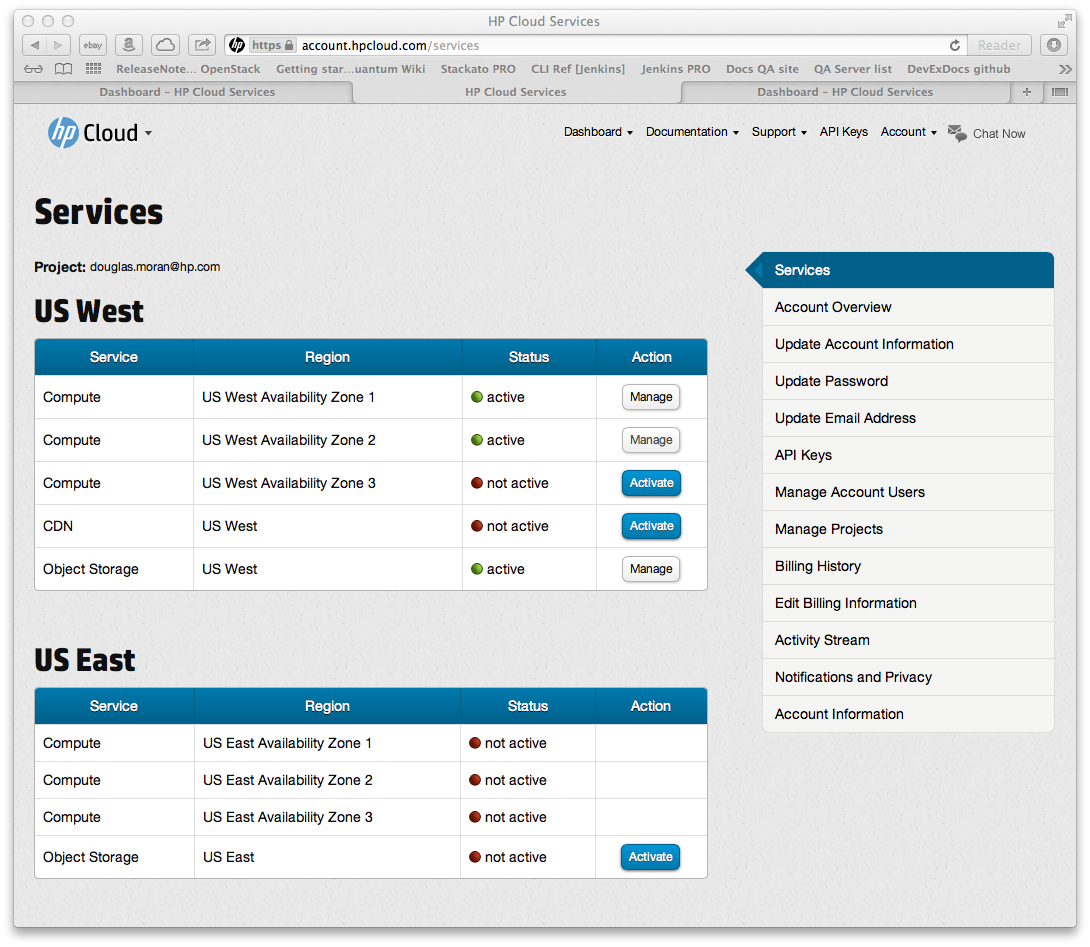 HP Cloud Services
ebay
hp https account.hpcloud.com/services Reader
ReleaseNote... OpenStack Getting star...uantum Wiki Stackato PRO CLI Ref [Jenkins] Jenkins PRO Docs QA site QA Server list DevExDocs github
Dashboard – HP Cloud Services HP Cloud Services Dashboard – HP Cloud Services
hp Cloud Dashboard Documentation Support API Keys Account Chat Now
Services
Project: douglas.moran@hp.com
US West
Service Region Status Action
Compute US West Availability Zone 1 active Manage
Compute US West Availability Zone 2 active Manage
Compute US West Availability Zone 3 not active Activate
CDN US West not active Activate
Object Storage US West active Manage
US East
Service Region Status Action
Compute US East Availability Zone 1 not active
Compute US East Availability Zone 2 not active
Compute US East Availability Zone 3 not active
Object Storage US East not active Activate
Services
Account Overview
Update Account Information
Update Password
Update Email Address
API Keys
Manage Account Users
Manage Projects
Billing History
Edit Billing Information
Activity Stream
Notifications and Privacy
Account Information